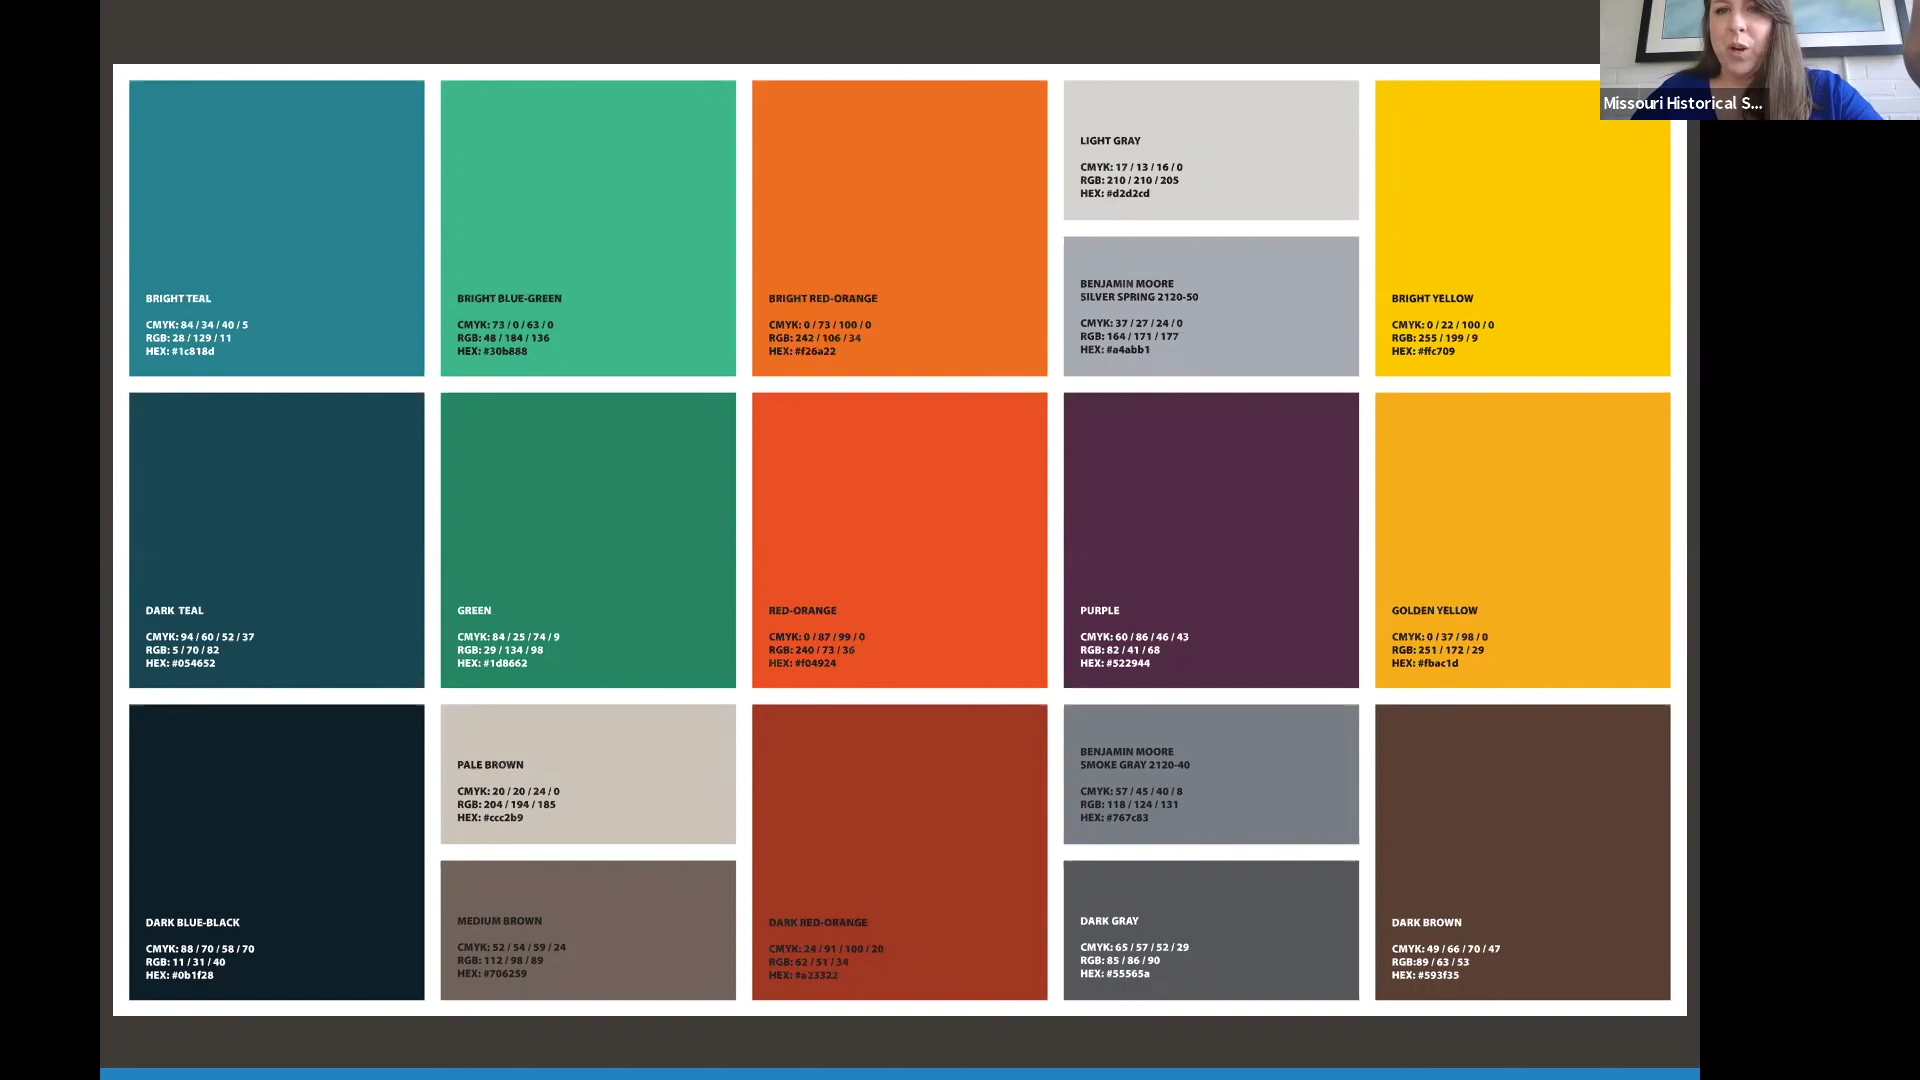 Missouri Historical S...
BRIGHT TEAL
CMYK: 84 / 34 / 40 / 5
RGB: 28 / 129 / 11
HEX: #1c818d
BRIGHT BLUE-GREEN
CMYK: 73 / 0 / 63 / 0
RGB: 48 / 184 / 136
HEX: #30b888
BRIGHT RED-ORANGE
CMYK: 0 / 73 / 100 / 0
RGB: 242 / 106 / 34
HEX: #f26a22
LIGHT GRAY
CMYK: 17 / 13 / 16 / 0
RGB: 210 / 210 / 205
HEX: #d2d2cd
BENJAMIN MOORE
SILVER SPRING 2120-50
CMYK: 37 / 27 / 24 / 0
RGB: 164 / 171 / 177
HEX: #a4abb1
BRIGHT YELLOW
CMYK: 0 / 22 / 100 / 0
RGB: 255 / 199 / 9
HEX: #ffc709
DARK TEAL
CMYK: 94 / 60 / 52 / 37
RGB: 5 / 70 / 82
HEX: #054652
GREEN
CMYK: 84 / 25 / 74 / 9
RGB: 29 / 134 / 98
HEX: #1d8662
RED-ORANGE
CMYK: 0 / 87 / 99 / 0
RGB: 240 / 73 / 36
HEX: #f04924
PURPLE
CMYK: 60 / 86 / 46 / 43
RGB: 82 / 41 / 68
HEX: #522944
GOLDEN YELLOW
CMYK: 0 / 37 / 98 / 0
RGB: 251 / 172 / 29
HEX: #fbac1d
DARK BLUE-BLACK
CMYK: 88 / 70 / 58 / 70
RGB: 11 / 31 / 40
HEX: #0b1f28
PALE BROWN
CMYK: 20 / 20 / 24 / 0
RGB: 204 / 194 / 185
HEX: #ccc2b9
MEDIUM BROWN
CMYK: 52 / 54 / 59 / 24
RGB: 112 / 98 / 89
HEX: #706259
DARK RED-ORANGE
CMYK: 24 / 91 / 100 / 20
RGB: 62 / 51 / 34
HEX:
BENJAMIN MOORE
SMOKE GRAY 2120-40
CMYK: 57 / 45 / 40 / 8
RGB: 118 / 124 / 131
HEX: #767c83
DARK GRAY
CMYK: 65 / 57 / 52 / 29
RGB: 85 / 86 / 90
HEX: #55565a
DARK BROWN
CMYK: 49 / 66 / 70 / 47
RGB:89 / 63 / 53
HEX: #593f35